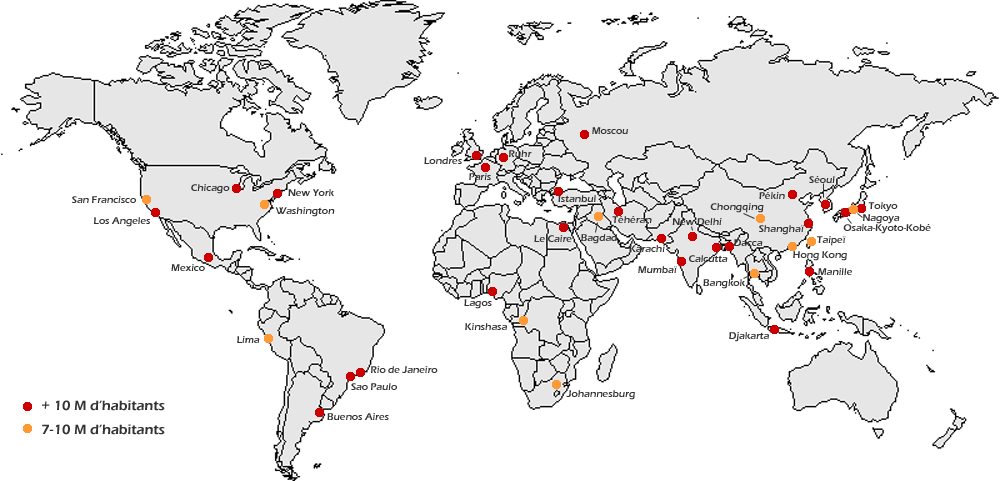 Moscou
Londres
Ruhr
Paris
Chicago
New York
San Francisco
Washington
Los Angeles
Istanbul
Téhéran
Bagdad
Le Caire
New Delhi
Chongqing
Pékin
Séoul
Tokyo
Nagoya
Osaka-Kyoto-Kobé
Shanghai
Taipei
Hong Kong
Karachi
Dacca
Calcutta
Mumbai
Bangkok
Manille
Mexico
Lagos
Kinshasa
Djakarta
Lima
Rio de Janeiro
Sao Paulo
Johannesburg
Buenos Aires
+ 10 M d'habitants
7-10 M d'habitants